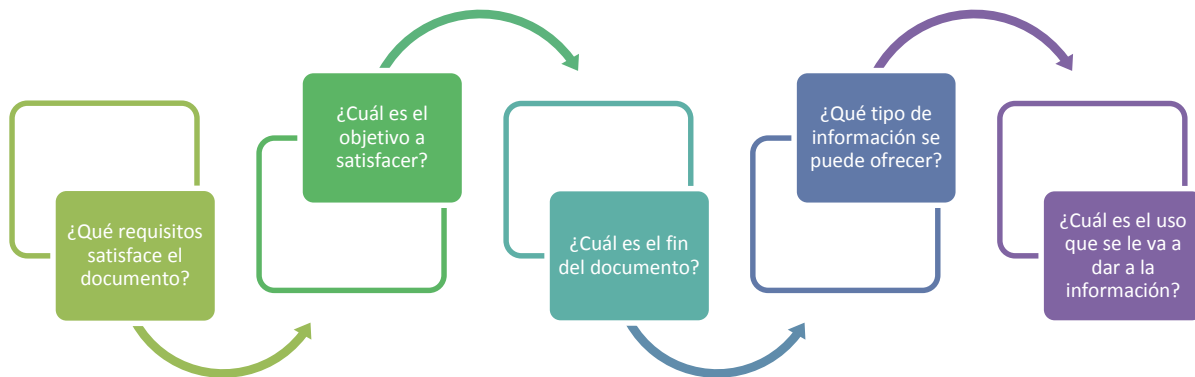 ¿Qué requisitos
satisface el
documento?
¿Cuál es el
objetivo a
satisfacer?
¿Cuál es el fin
del documento?
¿Qué tipo de
información se
puede ofrecer?
¿Cuál es el uso
que se le va a
dar a la
información?